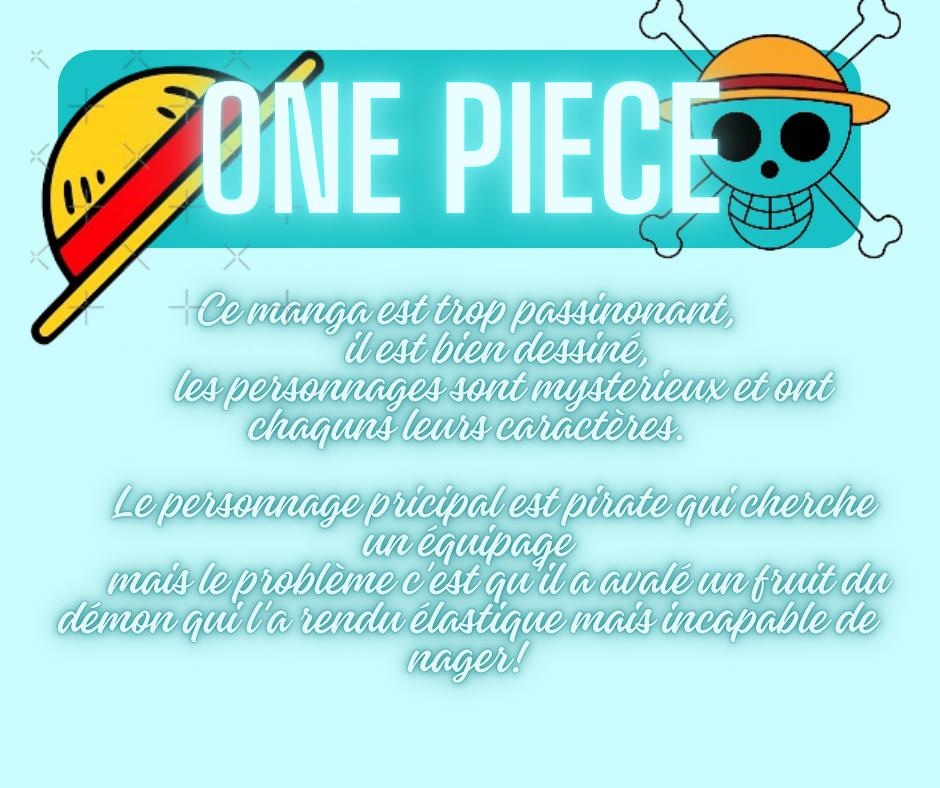 ONE PIECE
Ce manga est trop passinonant,
il est bien dessiné,
les personnages sont mysterieux et ont
chaquns leurs caractères.
Le personnage pricipal est pirate qui cherche
un équipage
mais le problème c'est qu'il a avalé un fruit du
démon qui l'a rendu élastique mais incapable de
nager!